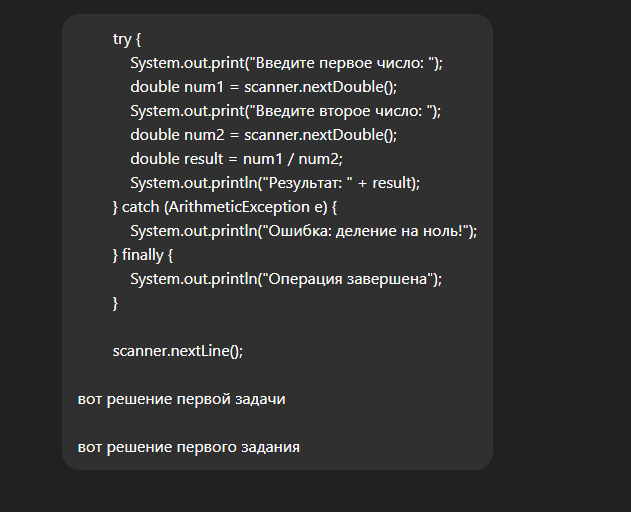 try {
System.out.print("Введите первое число: ");
double num1 = scanner.nextDouble();
System.out.print("Введите второе число: ");
double num2 = scanner.nextDouble();
double result = num1 / num2;
System.out.println("Результат: " + result);
} catch (ArithmeticException e) {
System.out.println("Ошибка: деление на ноль!");
} finally {
System.out.println("Операция завершена");
}
scanner.nextLine();
вот решение первой задачи
вот решение первого задания